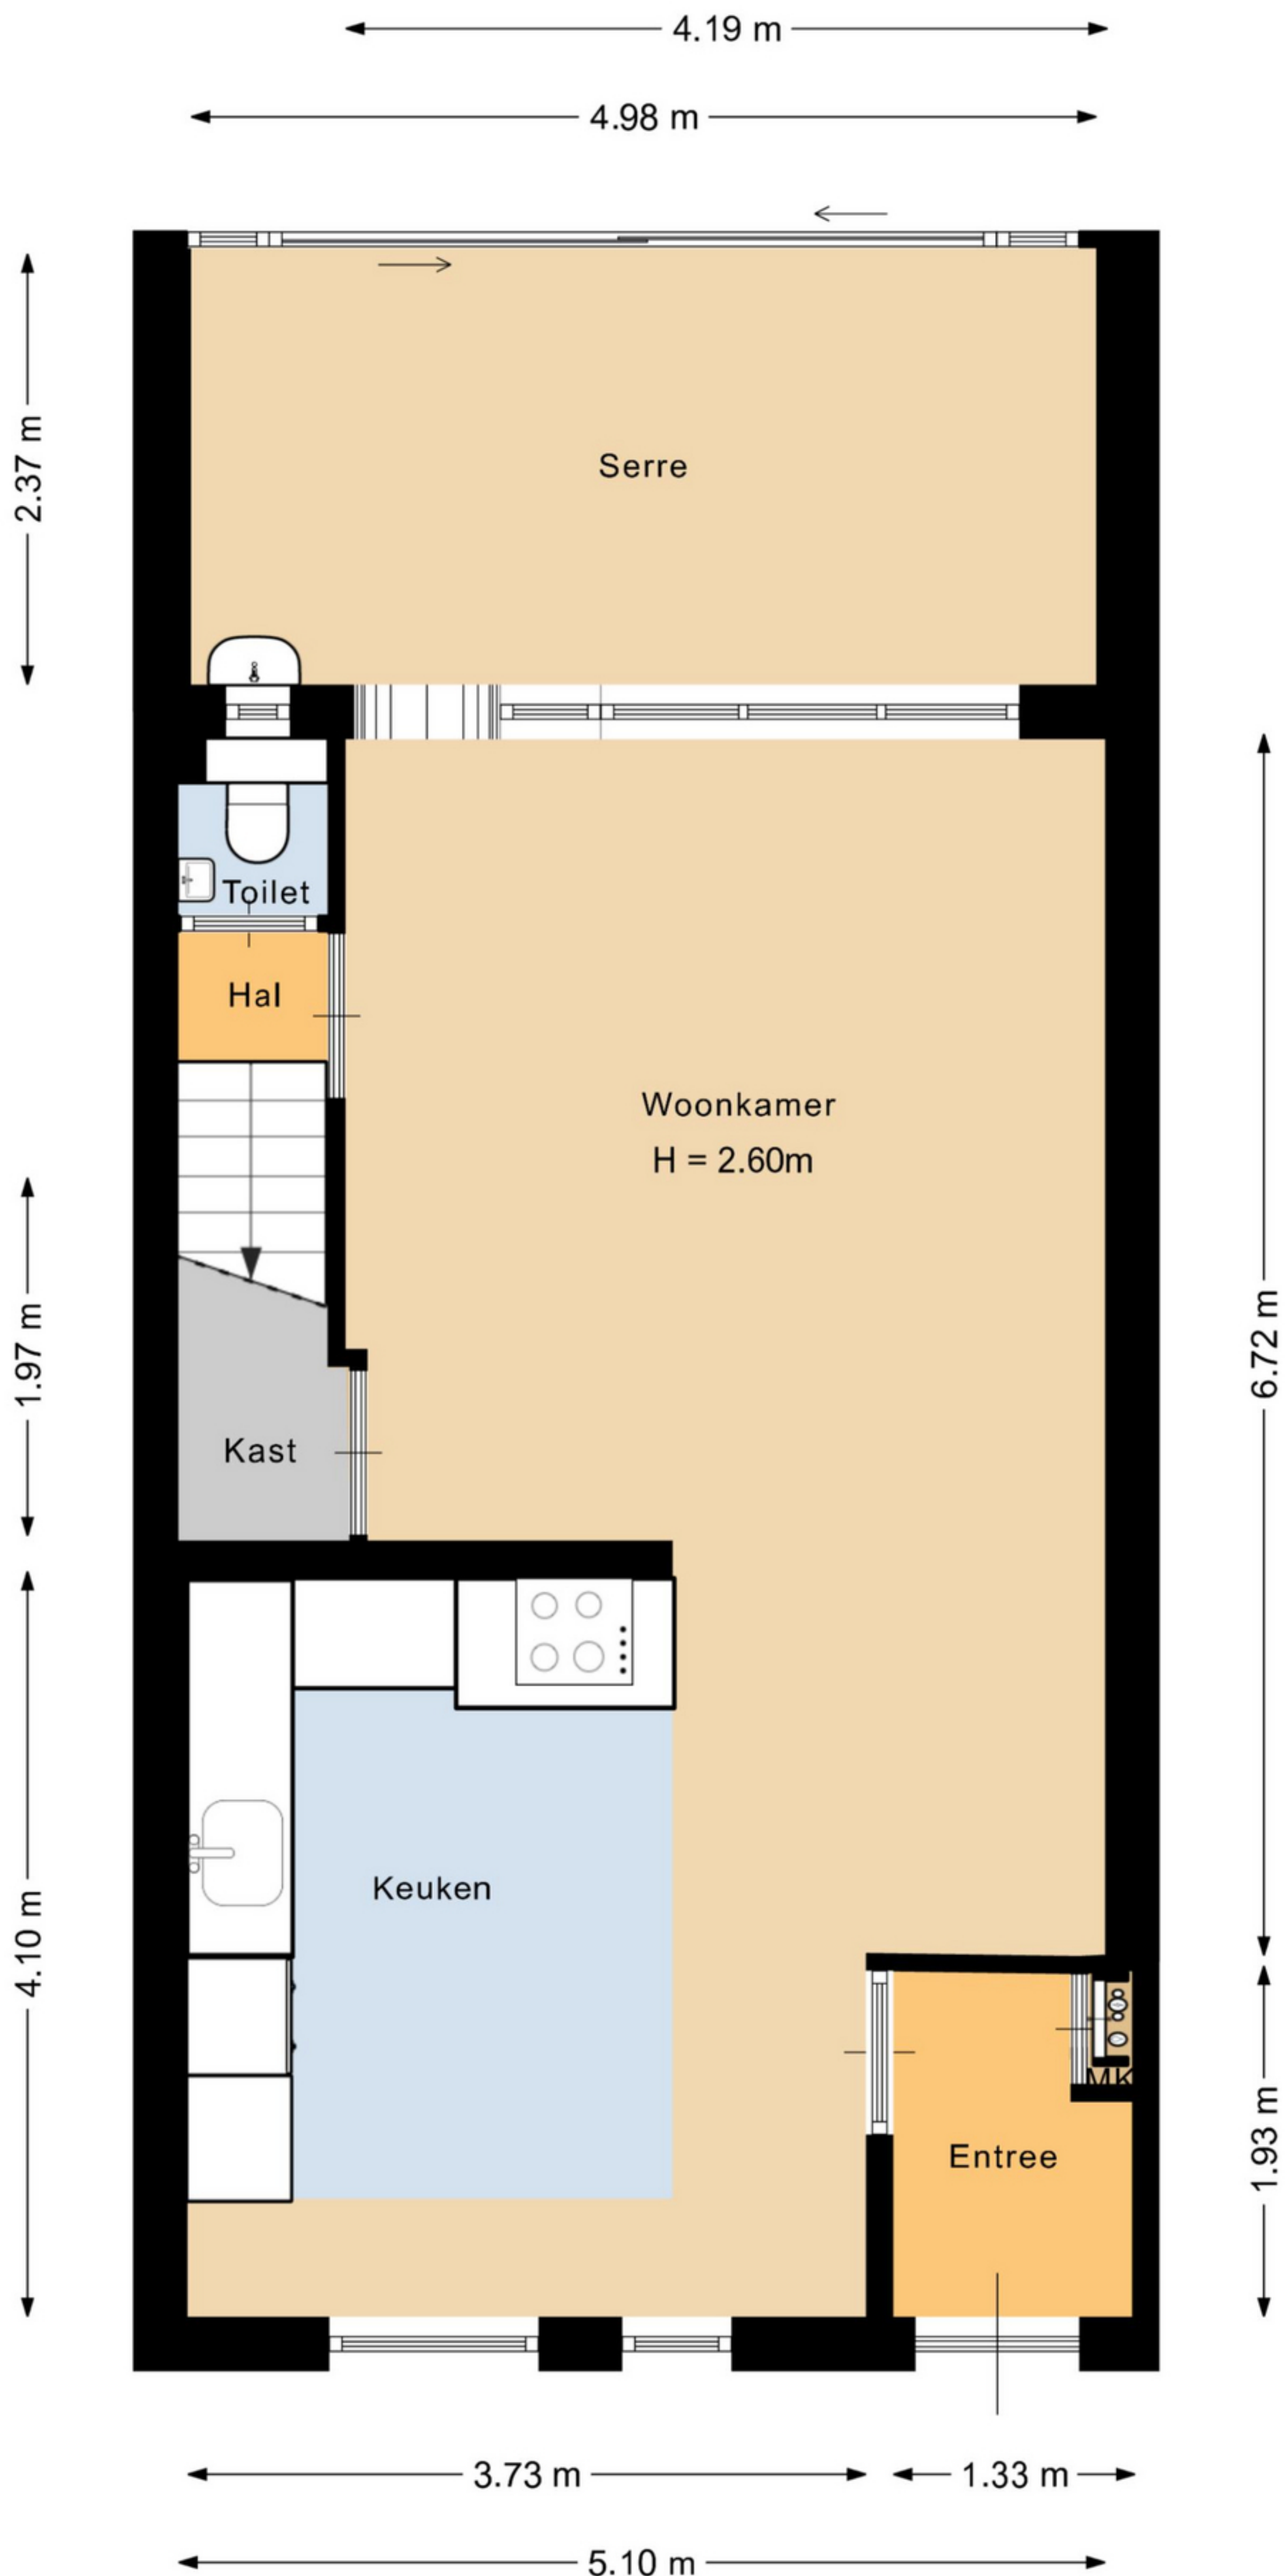 4.19 m
4.98 m
2.37 m
Serre
Toilet
Hal
Woonkamer
H = 2.60m
1.97 m
6.72 m
Kast
4.10 m
Keuken
MK
1.93 m
Entree
3.73 m
1.33 m
5.10 m